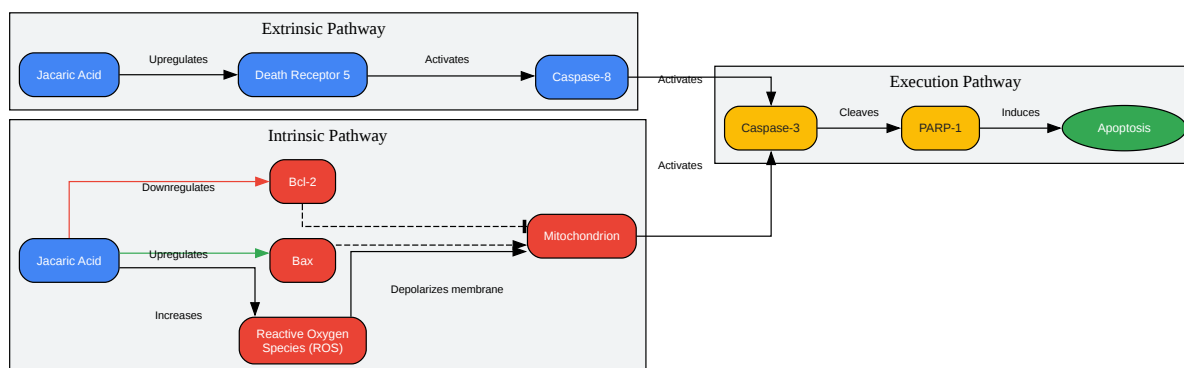 Extrinsic Pathway
Jacaric Acid
Upregulates
Death Receptor 5
Activates
Caspase-8
Activates
Execution Pathway
Caspase-3
Cleaves
PARP-1
Induces
Apoptosis
Intrinsic Pathway
Downregulates
Bcl-2
Jacaric Acid
Upregulates
Bax
Mitochondrion
Activates
Increases
Reactive Oxygen
Species (ROS)
Depolarizes membrane